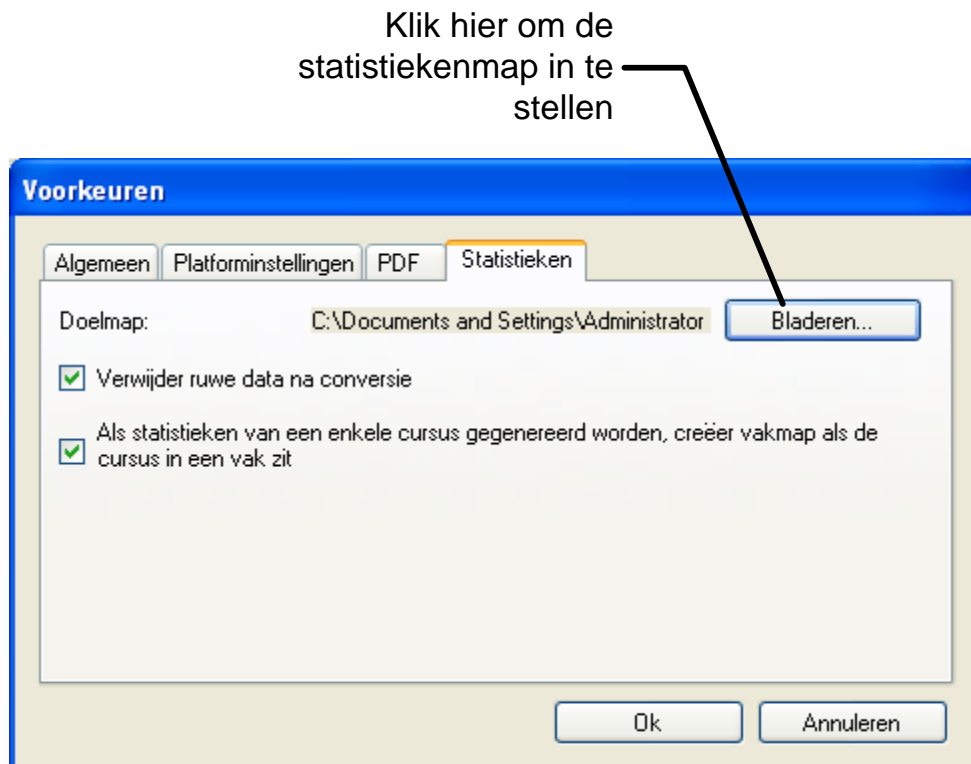 Klik hier om de
statistiekenmap in te
stellen
Voorkeuren
Algemeen Platforminstellingen PDF Statistieken
Doelmap: C:\Documents and Settings\Administrator Bladeren...
Verwijder ruwe data na conversie
Als statistieken van een enkele cursus gegenereerd worden, creëer vakmap als de
cursus in een vak zit
Ok Annuleren